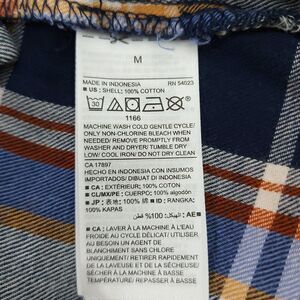 M
MADE IN INDONESIA RN 54023
■ US : SHELL: 100% COTTON
30
1166
MACHINE WASH COLD GENTLE CYCLE/
ONLY NON-CHLORINE BLEACH WHEN
NEEDED/ REMOVE PROMPTLY FROM
WASHER AND DRYER/ TUMBLE DRY
LOW/ COOL IRON/ DO NOT DRY CLEAN
CA 17897
HECHO EN INDONESIA CON INSUMOS
IMPORTADOS/ DIBUAT DI INDONESIA
■ CA : EXTÉRIEUR: 100% COTON
■ CL/MX/PE : CUERPO: 100% algodón
■ JP : 表地: 100% 綿 ■ ID : RANGKA:
100% KAPAS
■ AE : الهيكل: 100% قطن
■ CA : LAVER À LA MACHINE À L'EAU
FROIDE AU CYCLE DÉLICAT/ UTILISER
AU BESOIN UN AGENT DE
BLANCHIMENT SANS CHLORE
UNIQUEMENT/ RETIRER RAPIDEMENT
DE LA LAVEUSE ET DE LA SÉCHEUSE/
SÉCHER À LA MACHINE À BASSE
TEMPÉRATURE/ REPASSER À BASSE